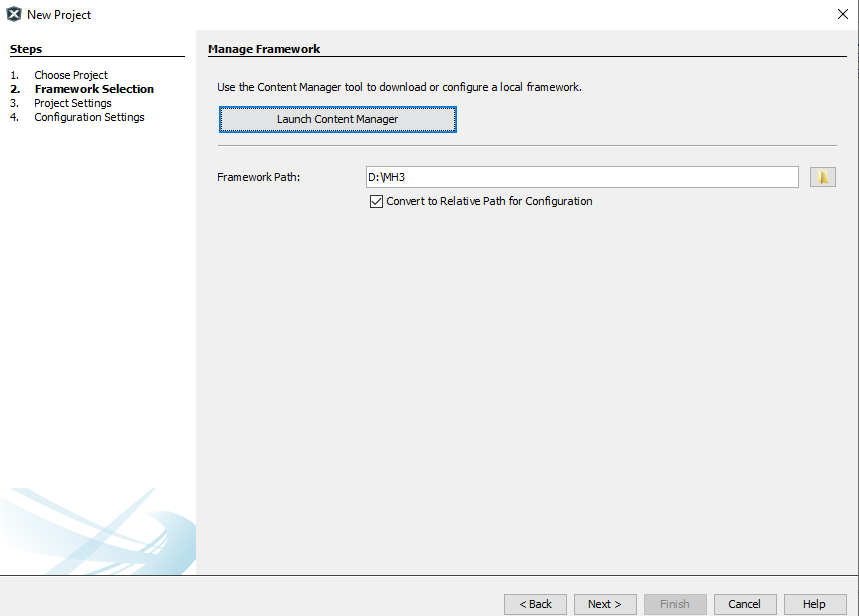 New Project
Steps
1. Choose Project
2. Framework Selection
3. Project Settings
4. Configuration Settings
Manage Framework
Use the Content Manager tool to download or configure a local framework.
Launch Content Manager
Framework Path: D:\MH3
Convert to Relative Path for Configuration
< Back Next > Finish Cancel Help